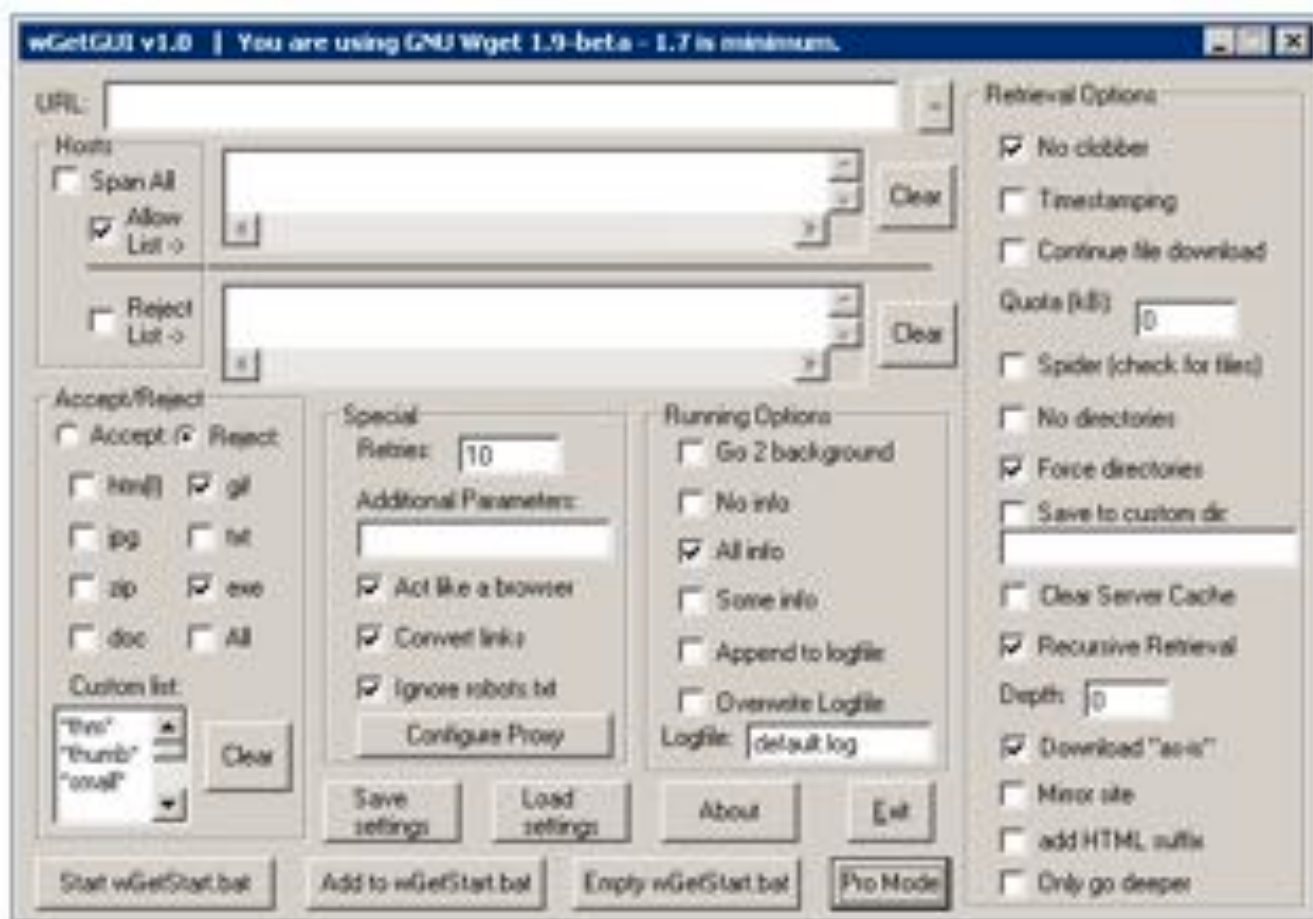 wGetGUI v1.0 | You are using GNU Wget 1.9-beta - 1.7 is minimum.
URL:
Hosts
Span All
Allow
List ->
Clear
Reject
List ->
Clear
Accept/Reject
Accept Reject
htm(l) gif
jpg txt
zip exe
doc All
Custom list:
"thumb"
"small"
Clear
Special
Retries: 10
Additional Parameters:
Act like a browser
Convert links
Ignore robots.txt
Configure Proxy
Running Options
Go 2 background
No info
All info
Some info
Append to logfile
Overwrite Logfile
Logfile: default.log
Save
settings
Load
settings
About
Exit
Start wGetStart.bat
Add to wGetStart.bat
Empty wGetStart.bat
Pro Mode
Retrieval Options
No clobber
Timestamping
Continue file download
Quota (kB) 0
Spider (check for files)
No directories
Force directories
Save to custom dir:
Clear Server Cache
Recursive Retrieval
Depth: 0
Download "as-is"
Mirror site
add HTML suffix
Only go deeper